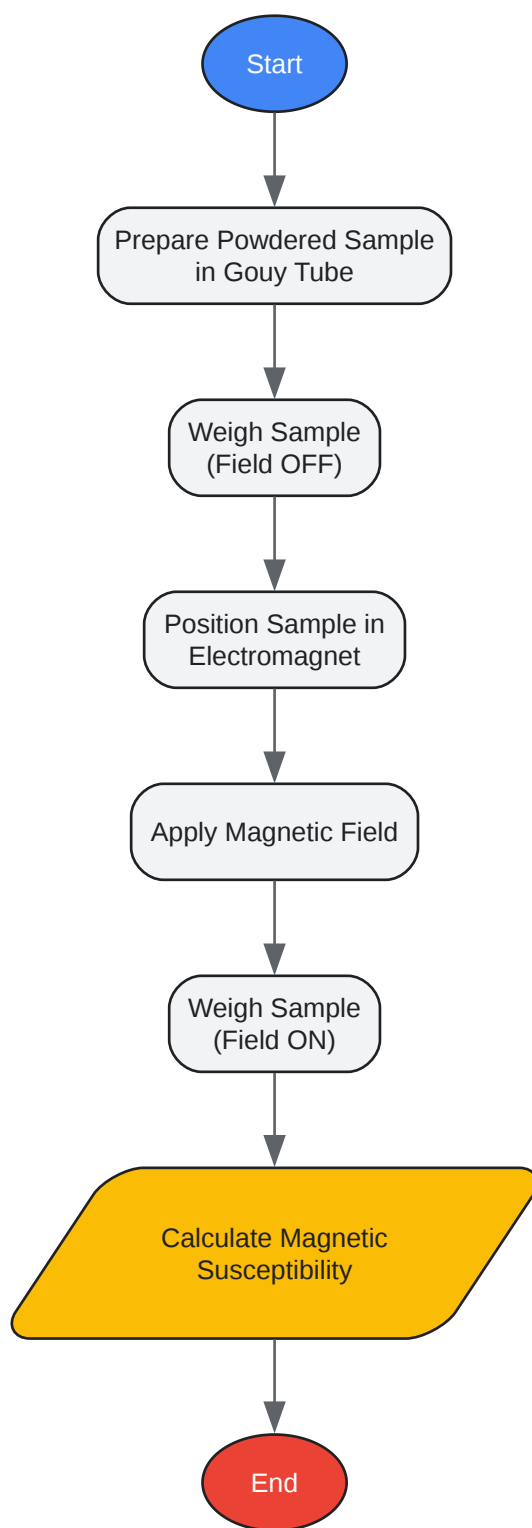 Start
Prepare Powdered Sample
in Gouy Tube
Weigh Sample
(Field OFF)
Position Sample in
Electromagnet
Apply Magnetic Field
Weigh Sample
(Field ON)
Calculate Magnetic
Susceptibility
End